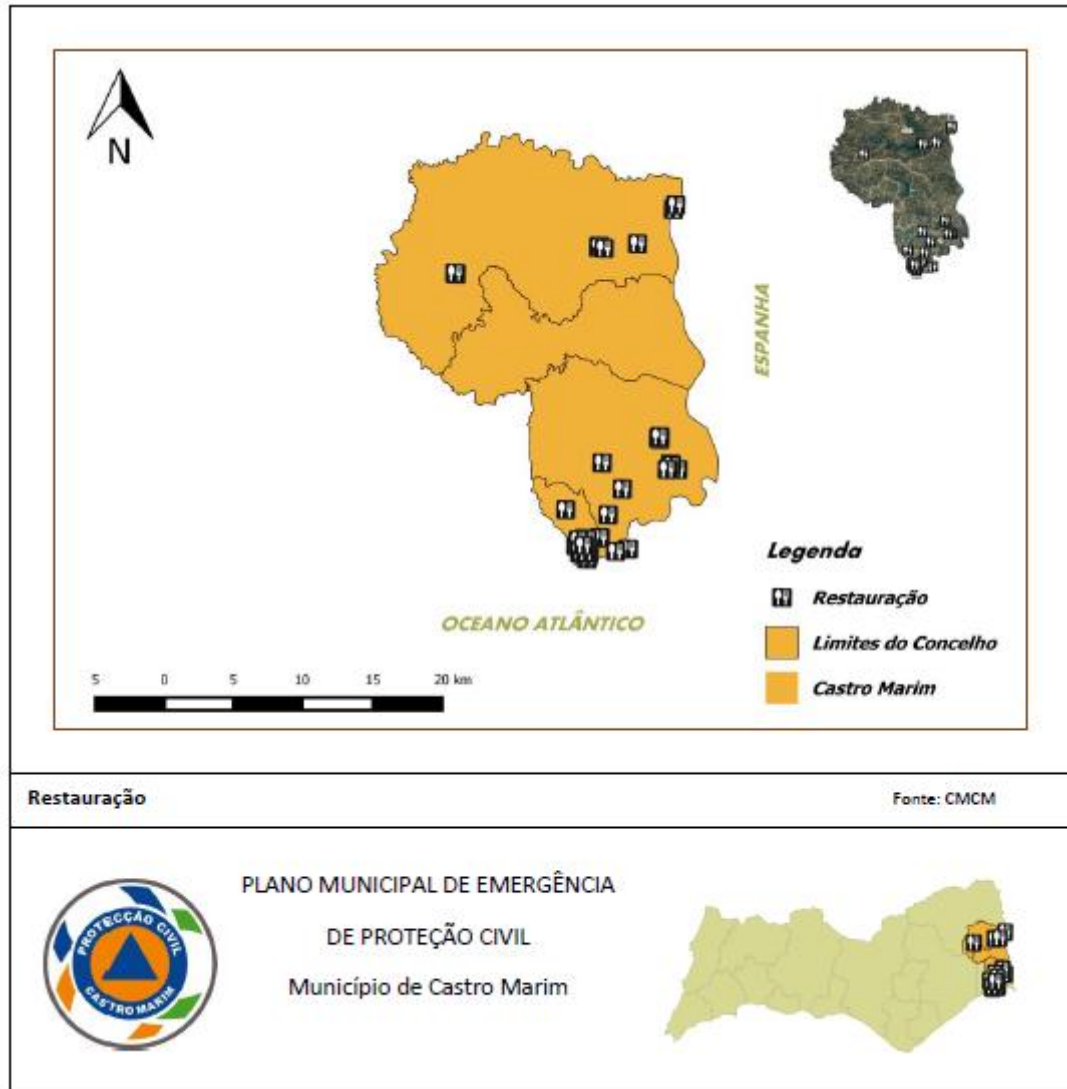 N
ESPANHA
OCEANO ATLÂNTICO
Legenda
Restauração
Limites do Concelho
Castro Marim
5 0 5 10 15 20 km
Restauração
Fonte: CMCM
PROTECÇÃO CIVIL
CASTRO MARIM
PLANO MUNICIPAL DE EMERGÊNCIA
DE PROTEÇÃO CIVIL
Município de Castro Marim